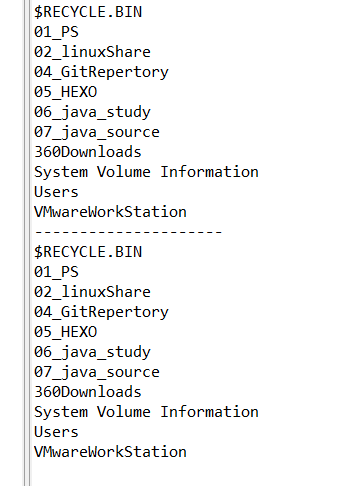 $RECYCLE.BIN
01_PS
02_linuxShare
04_GitRepertory
05_HEXO
06_java_study
07_java_source
360Downloads
System Volume Information
Users
VMwareWorkStation
---------------------
$RECYCLE.BIN
01_PS
02_linuxShare
04_GitRepertory
05_HEXO
06_java_study
07_java_source
360Downloads
System Volume Information
Users
VMwareWorkStation